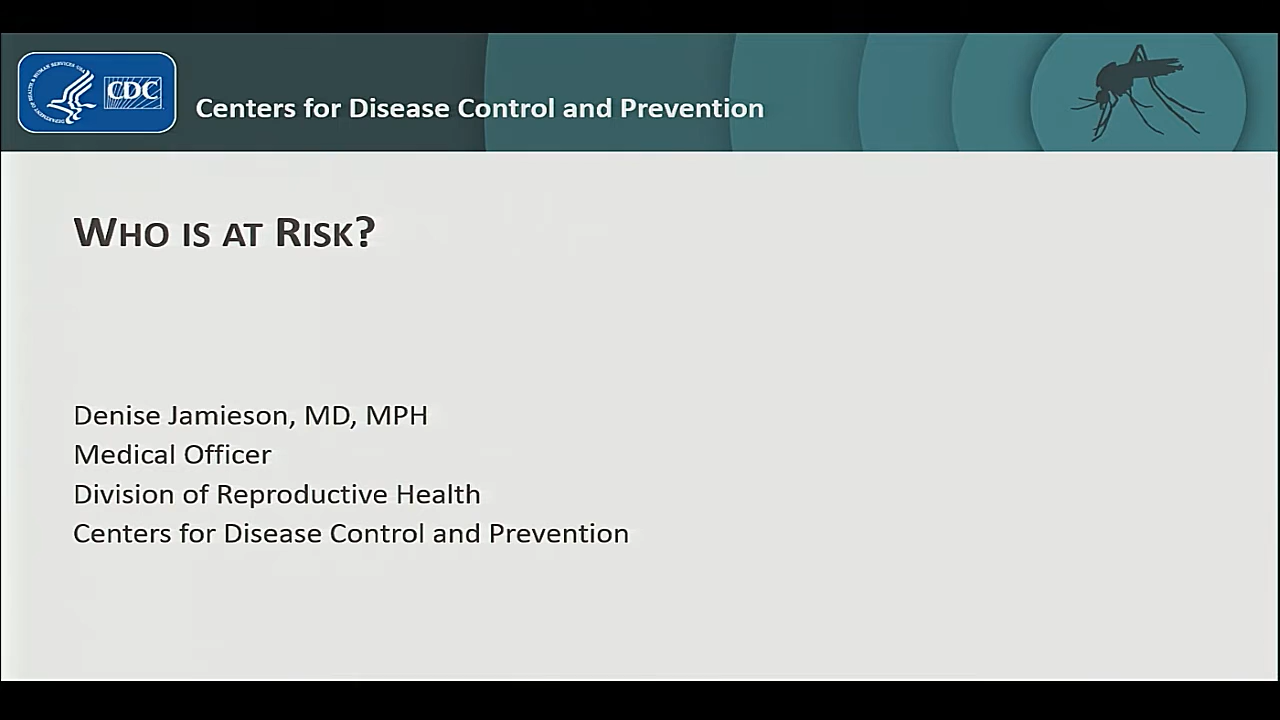 CDC
Centers for Disease Control and Prevention
WHO IS AT RISK?
Denise Jamieson, MD, MPH
Medical Officer
Division of Reproductive Health
Centers for Disease Control and Prevention